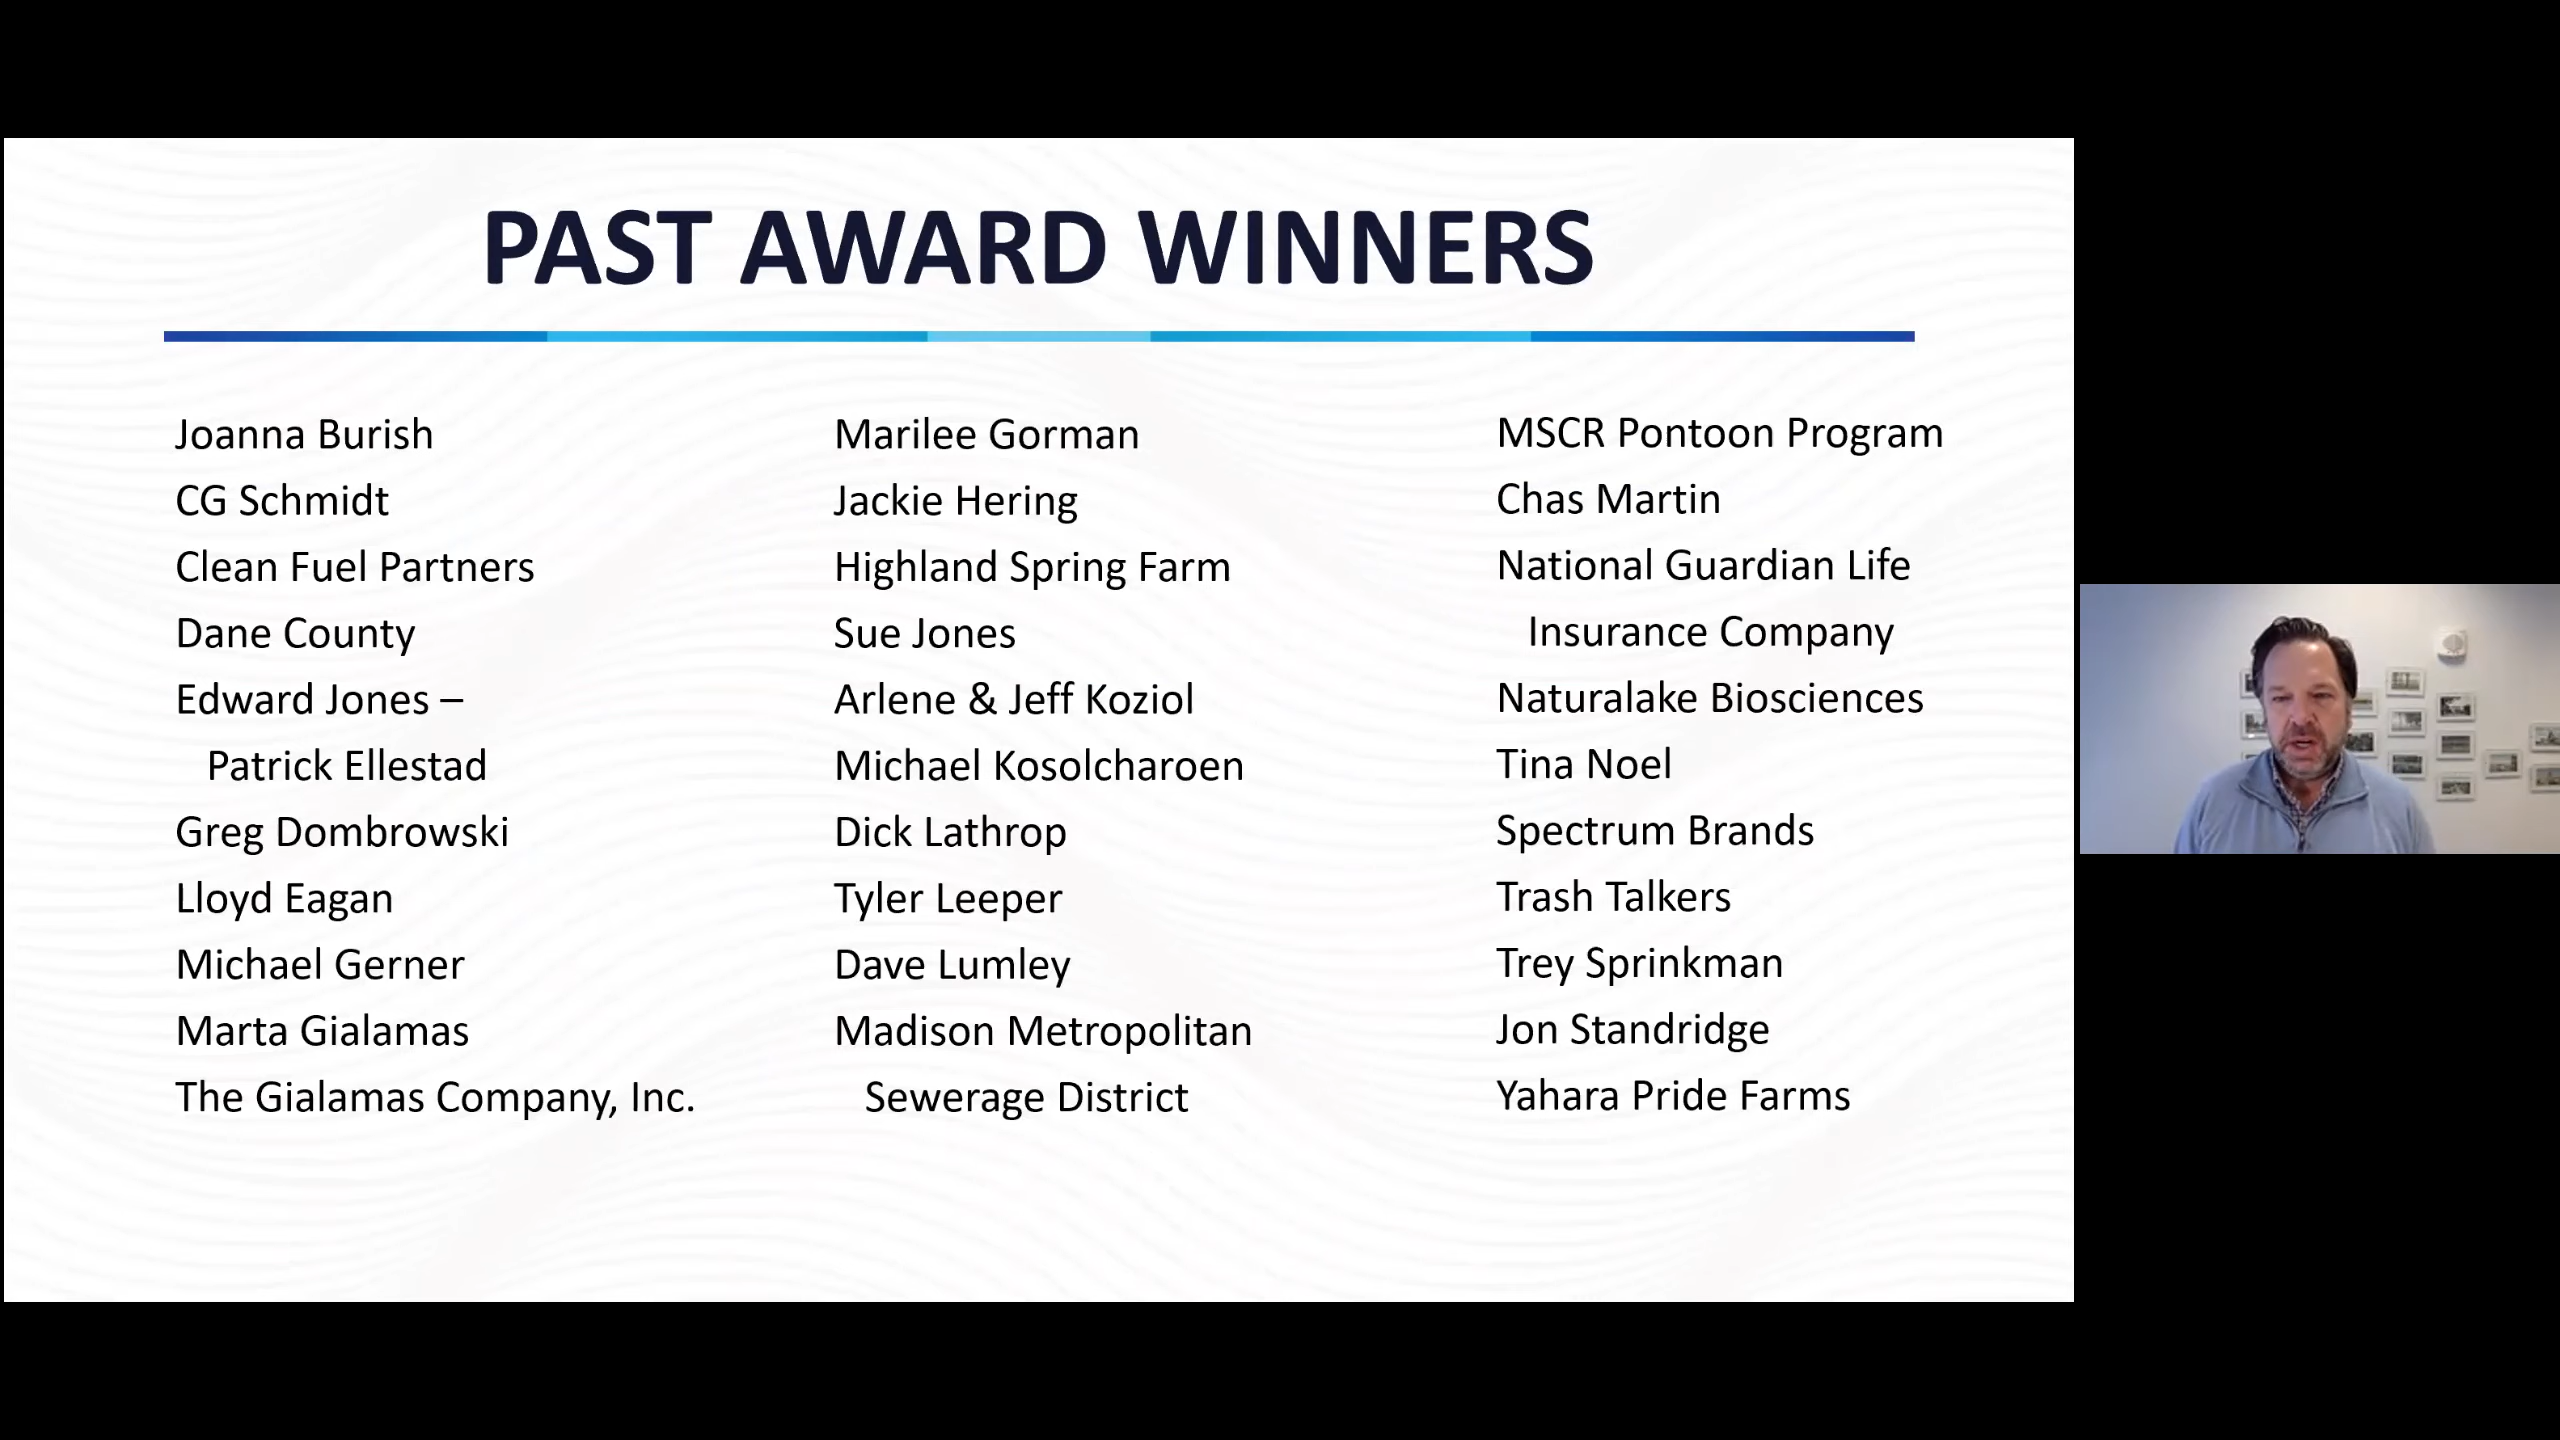 PAST AWARD WINNERS
Joanna Burish
CG Schmidt
Clean Fuel Partners
Dane County
Edward Jones –
Patrick Ellestad
Greg Dombrowski
Lloyd Eagan
Michael Gerner
Marta Gialamas
The Gialamas Company, Inc.
Marilee Gorman
Jackie Hering
Highland Spring Farm
Sue Jones
Arlene & Jeff Koziol
Michael Kosolcharoen
Dick Lathrop
Tyler Leeper
Dave Lumley
Madison Metropolitan
Sewerage District
MSCR Pontoon Program
Chas Martin
National Guardian Life
Insurance Company
Naturalake Biosciences
Tina Noel
Spectrum Brands
Trash Talkers
Trey Sprinkman
Jon Standridge
Yahara Pride Farms